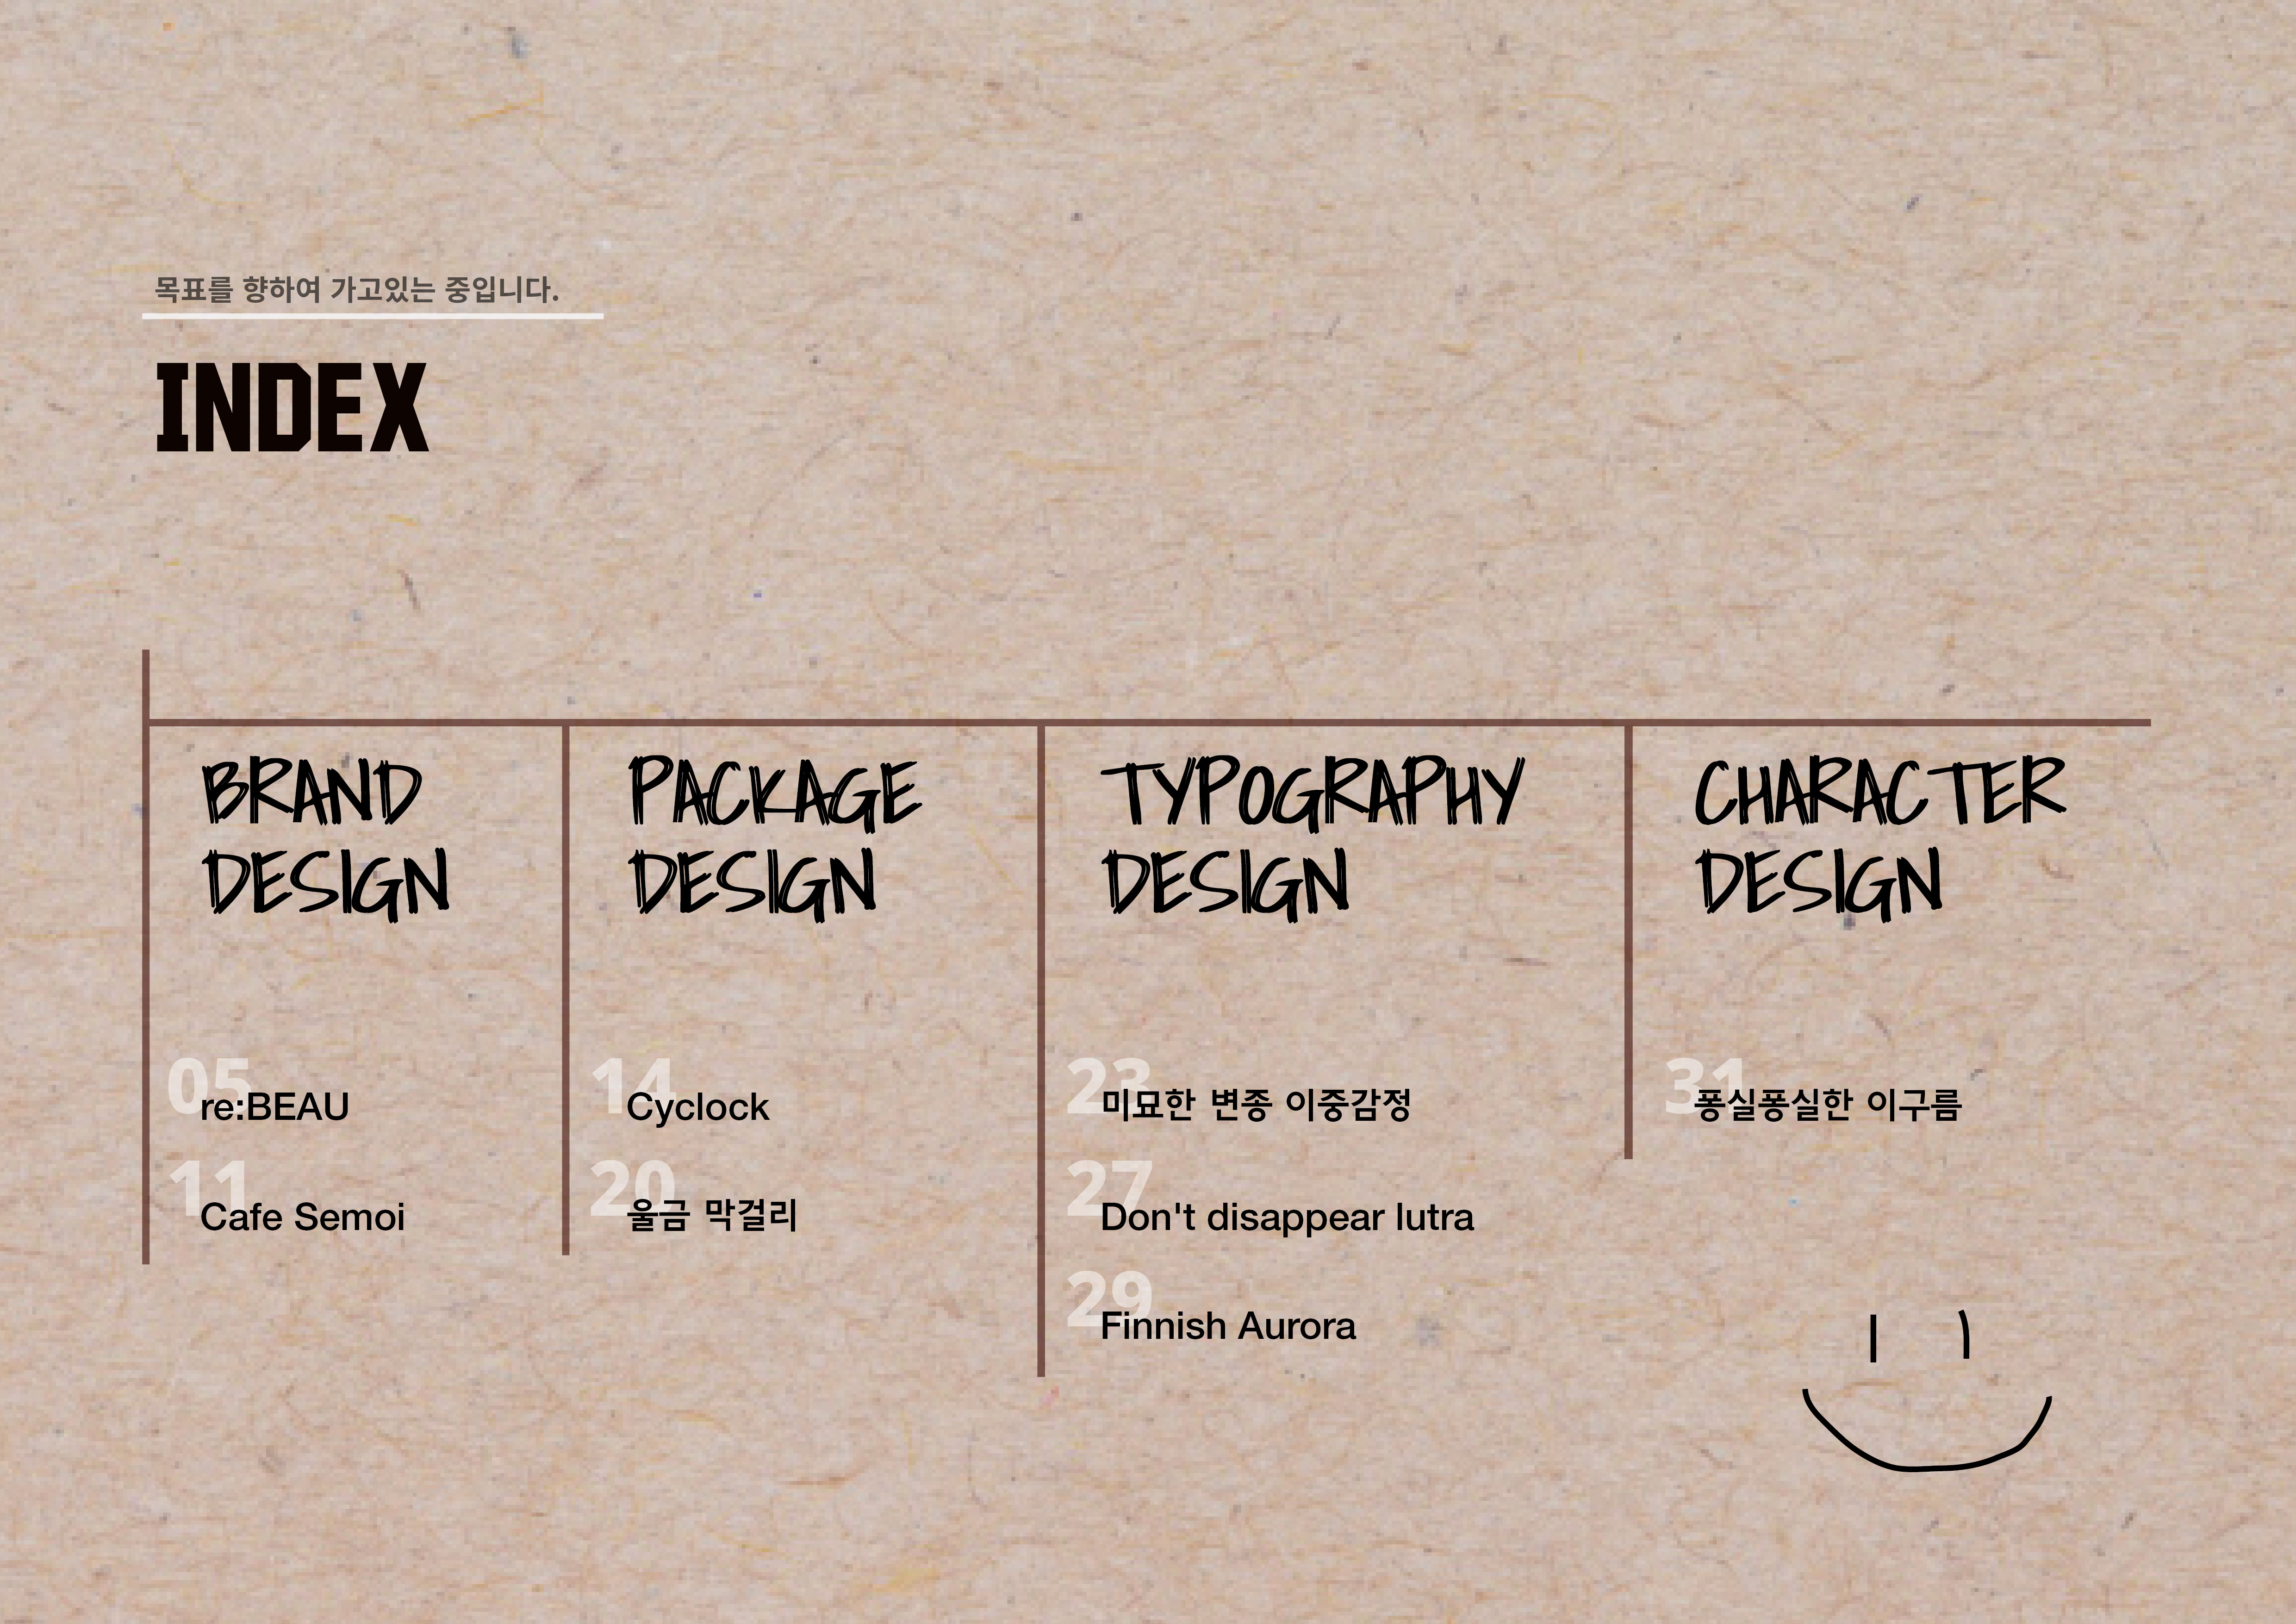 목표를 향하여 가고있는 중입니다.
INDEX
BRAND
DESIGN
05
re:BEAU
11
Cafe Semoi
PACKAGE
DESIGN
14
Cyclock
20
울금 막걸리
TYPOGRAPHY
DESIGN
23
미묘한 변종 이중감정
27
Don't disappear lutra
29
Finnish Aurora
CHARACTER
DESIGN
31
퐁실퐁실한 이구름